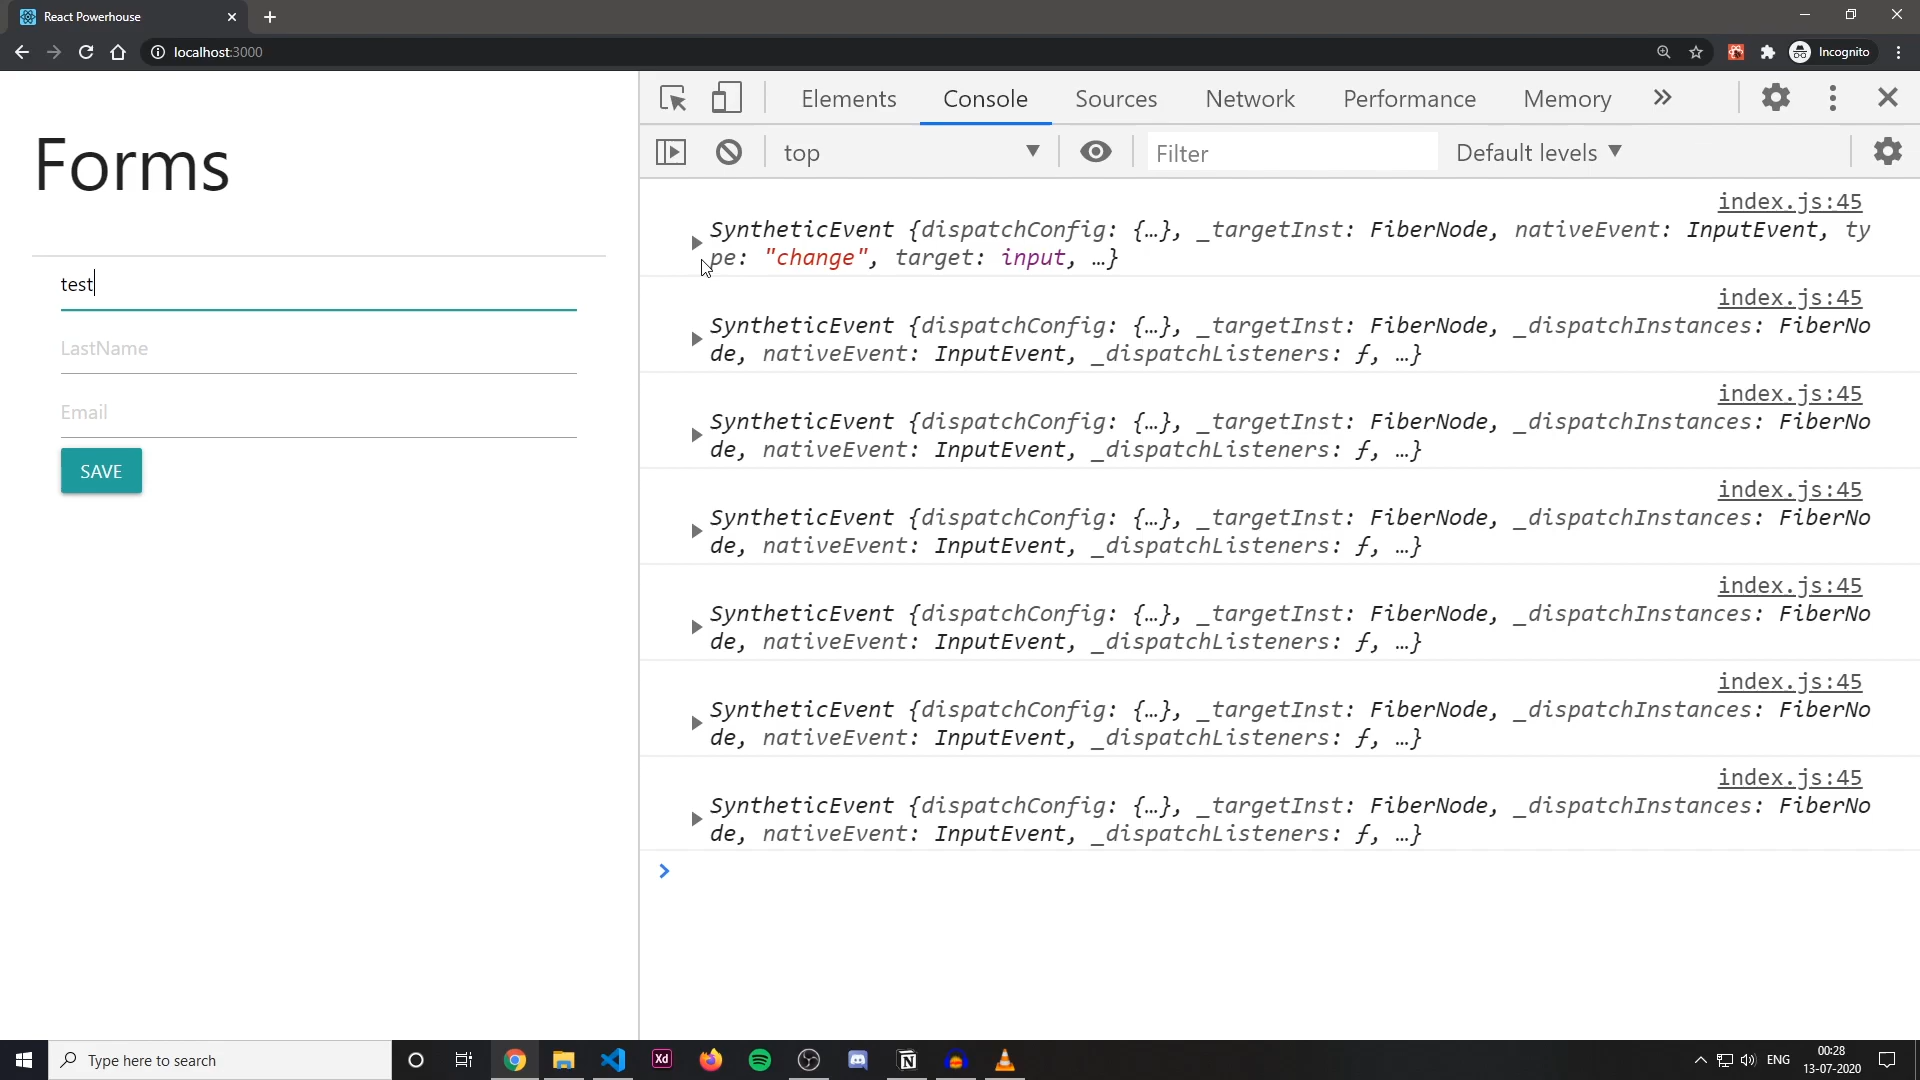 React Powerhouse
localhost:3000
Incognito
Forms
test
LastName
Email
SAVE
Elements Console Sources Network Performance Memory
top Filter Default levels
index.js:45
SyntheticEvent {dispatchConfig: {…}, _targetInst: FiberNode, nativeEvent: InputEvent, ty
pe: "change", target: input, …}
index.js:45
SyntheticEvent {dispatchConfig: {…}, _targetInst: FiberNode, _dispatchInstances: FiberNo
de, nativeEvent: InputEvent, _dispatchListeners: ƒ, …}
index.js:45
SyntheticEvent {dispatchConfig: {…}, _targetInst: FiberNode, _dispatchInstances: FiberNo
de, nativeEvent: InputEvent, _dispatchListeners: ƒ, …}
index.js:45
SyntheticEvent {dispatchConfig: {…}, _targetInst: FiberNode, _dispatchInstances: FiberNo
de, nativeEvent: InputEvent, _dispatchListeners: ƒ, …}
index.js:45
SyntheticEvent {dispatchConfig: {…}, _targetInst: FiberNode, _dispatchInstances: FiberNo
de, nativeEvent: InputEvent, _dispatchListeners: ƒ, …}
index.js:45
SyntheticEvent {dispatchConfig: {…}, _targetInst: FiberNode, _dispatchInstances: FiberNo
de, nativeEvent: InputEvent, _dispatchListeners: ƒ, …}
index.js:45
SyntheticEvent {dispatchConfig: {…}, _targetInst: FiberNode, _dispatchInstances: FiberNo
de, nativeEvent: InputEvent, _dispatchListeners: ƒ, …}
Type here to search
Xd
N
ENG
00:28
13-07-2020